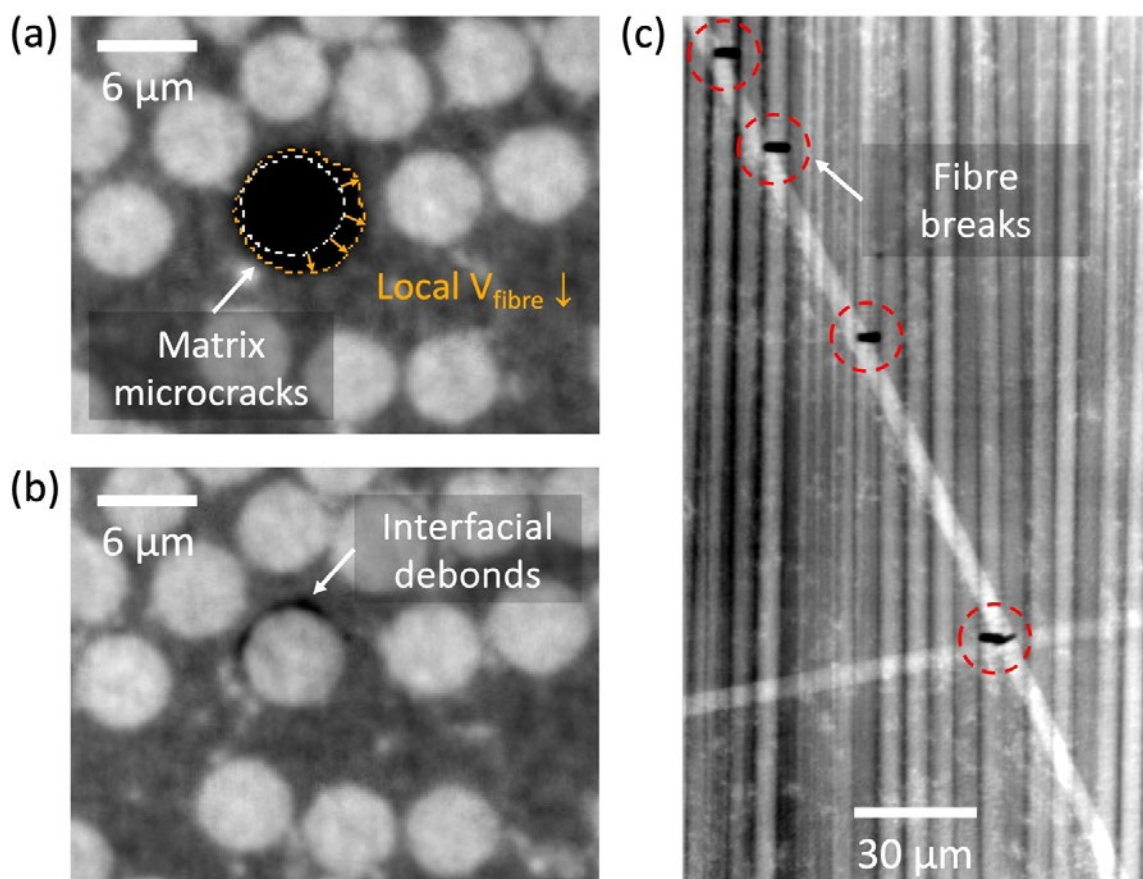 (a)
6 μm
Local V_fibre ↓
Matrix
microcracks
(b)
6 μm
Interfacial
debonds
(c)
Fibre
breaks
30 μm